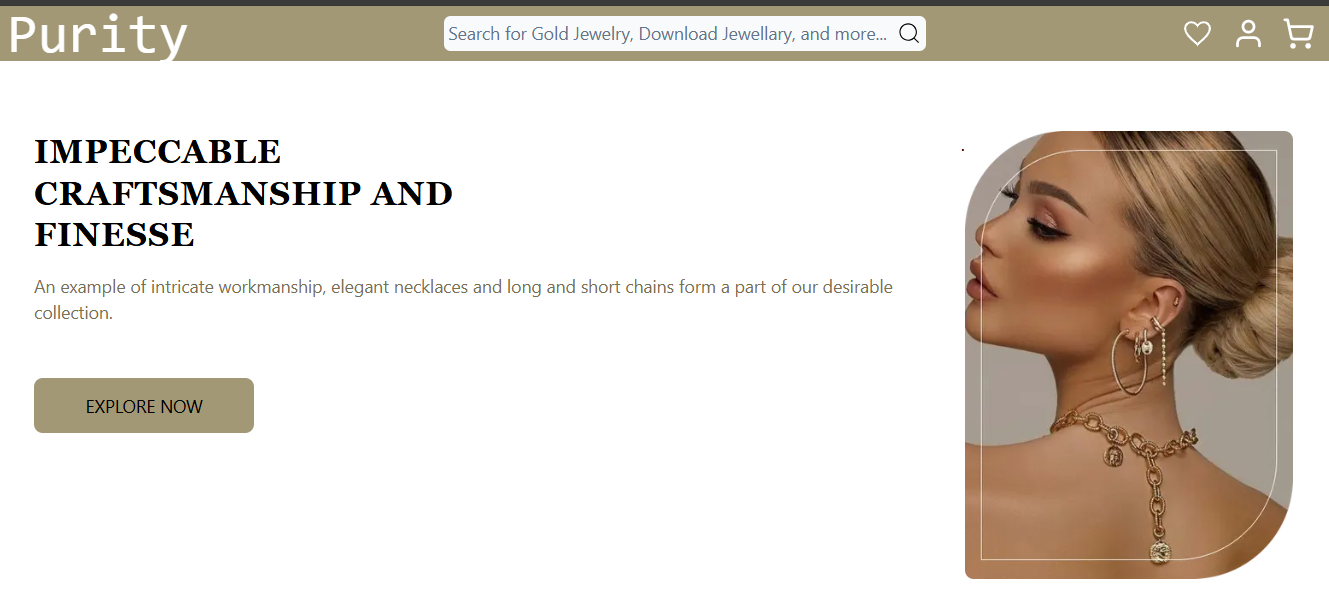 Purity
Search for Gold Jewelry, Download Jewellary, and more...
IMPECCABLE
CRAFTSMANSHIP AND
FINESSE
An example of intricate workmanship, elegant necklaces and long and short chains form a part of our desirable
collection.
EXPLORE NOW